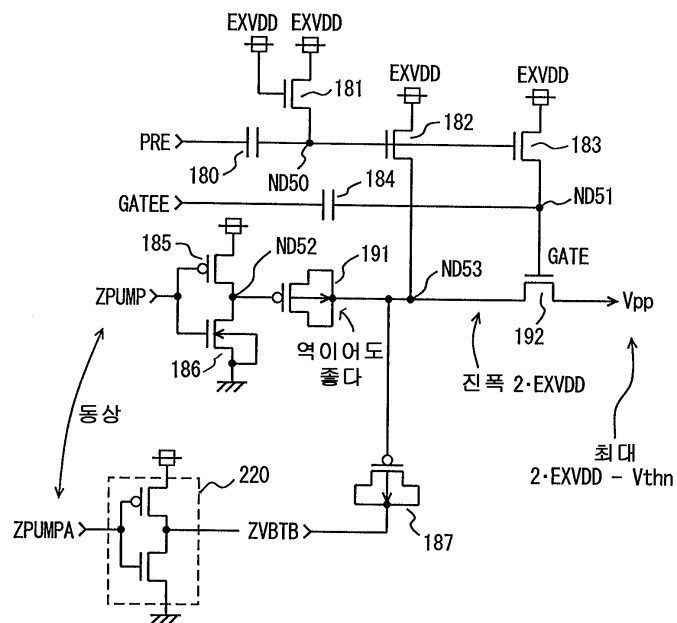 EXVDD EXVDD
EXVDD EXVDD
181
182
183
PRE
180
ND50
184
ND51
GATEE
185
ND52
191
ND53
GATE
ZPUMP
Vpp
192
186
역이어도
좋다
진폭 2·EXVDD
동상
최대
2·EXVDD - Vthn
220
ZPUMPA
ZVBTB
187